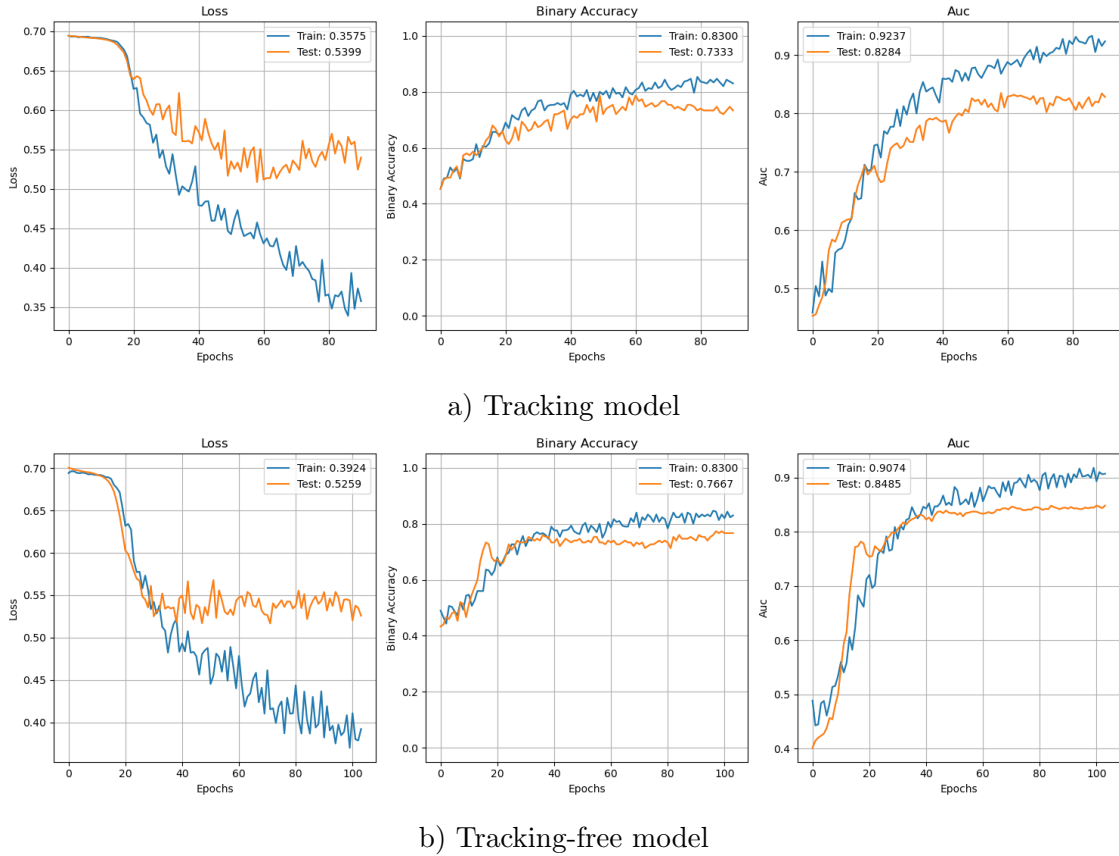 Loss
Train: 0.3575
Test: 0.5399
0.70
0.65
0.60
0.55
0.50
0.45
0.40
0.35
Loss
0 20 40 60 80
Epochs
Binary Accuracy
Train: 0.8300
Test: 0.7333
1.0
0.8
0.6
0.4
0.2
0.0
Binary Accuracy
0 20 40 60 80
Epochs
Auc
Train: 0.9237
Test: 0.8284
0.9
0.8
0.7
0.6
0.5
Auc
0 20 40 60 80
Epochs
a) Tracking model
Loss
Train: 0.3924
Test: 0.5259
0.70
0.65
0.60
0.55
0.50
0.45
0.40
Loss
0 20 40 60 80 100
Epochs
Binary Accuracy
Train: 0.8300
Test: 0.7667
1.0
0.8
0.6
0.4
0.2
0.0
Binary Accuracy
0 20 40 60 80 100
Epochs
Auc
Train: 0.9074
Test: 0.8485
0.9
0.8
0.7
0.6
0.5
0.4
Auc
0 20 40 60 80 100
Epochs
b) Tracking-free model